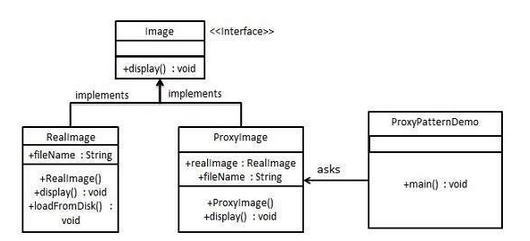 Image
<<Interface>>
+display() : void
implements
implements
RealImage
+fileName : String
+RealImage()
+display() : void
+loadFromDisk() :
void
ProxyImage
+realImage : RealImage
+fileName : String
+ProxyImage()
+display() : void
asks
ProxyPatternDemo
+main() : void